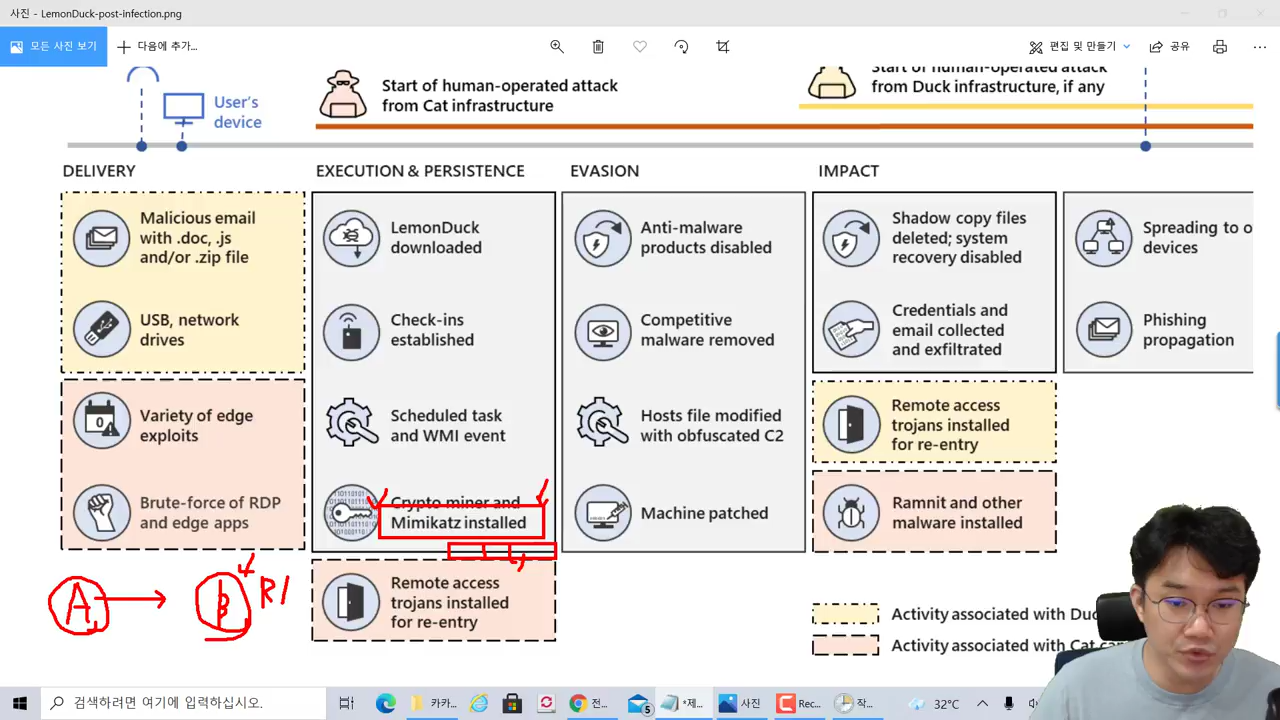 사진 - LemonDuck-post-infection.png
모든 사진 보기
다음에 추가...
편집 및 만들기
공유
User's
device
Start of human-operated attack
from Cat infrastructure
Start of human-operated attack
from Duck infrastructure, if any
DELIVERY
Malicious email
with .doc, .js
and/or .zip file
USB, network
drives
Variety of edge
exploits
Brute-force of RDP
and edge apps
EXECUTION & PERSISTENCE
LemonDuck
downloaded
Check-ins
established
Scheduled task
and WMI event
Crypto miner and
Mimikatz installed
Remote access
trojans installed
for re-entry
EVASION
Anti-malware
products disabled
Competitive
malware removed
Hosts file modified
with obfuscated C2
Machine patched
IMPACT
Shadow copy files
deleted; system
recovery disabled
Credentials and
email collected
and exfiltrated
Remote access
trojans installed
for re-entry
Ramnit and other
malware installed
Spreading to o
devices
Phishing
propagation
A
B
Activity associated with Du
Activity associated with Cat
검색하려면 여기에 입력하십시오.
카카...
전...
5
*제...
사진
Rec...
작...
32°C